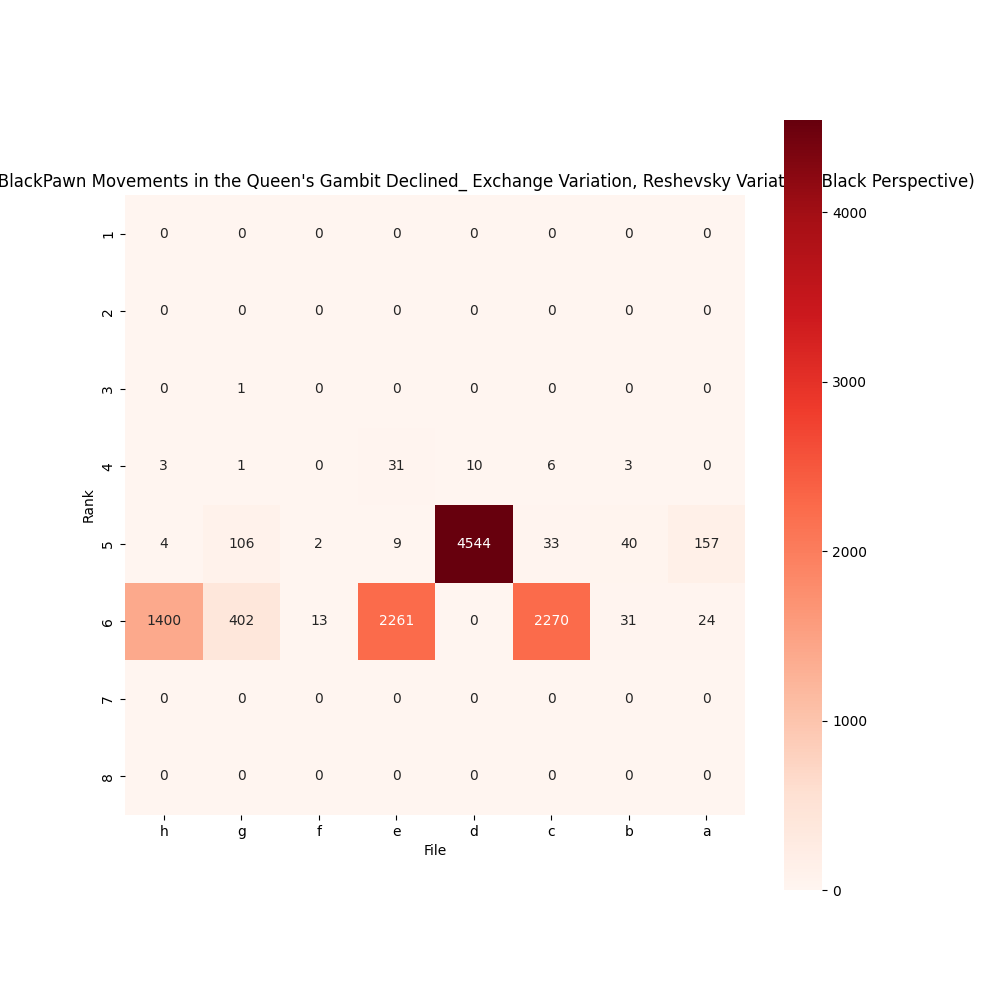 BlackPawn Movements in the Queen's Gambit Declined_ Exchange Variation, Reshevsky Variat Black Perspective)
1 0 0 0 0 0 0 0 0
2 0 0 0 0 0 0 0 0
3 0 1 0 0 0 0 0 0
4 3 1 0 31 10 6 3 0
5 4 106 2 9 4544 33 40 157
6 1400 402 13 2261 0 2270 31 24
7 0 0 0 0 0 0 0 0
8 0 0 0 0 0 0 0 0
h g f e d c b a
File
Rank
4000
3000
2000
1000
0